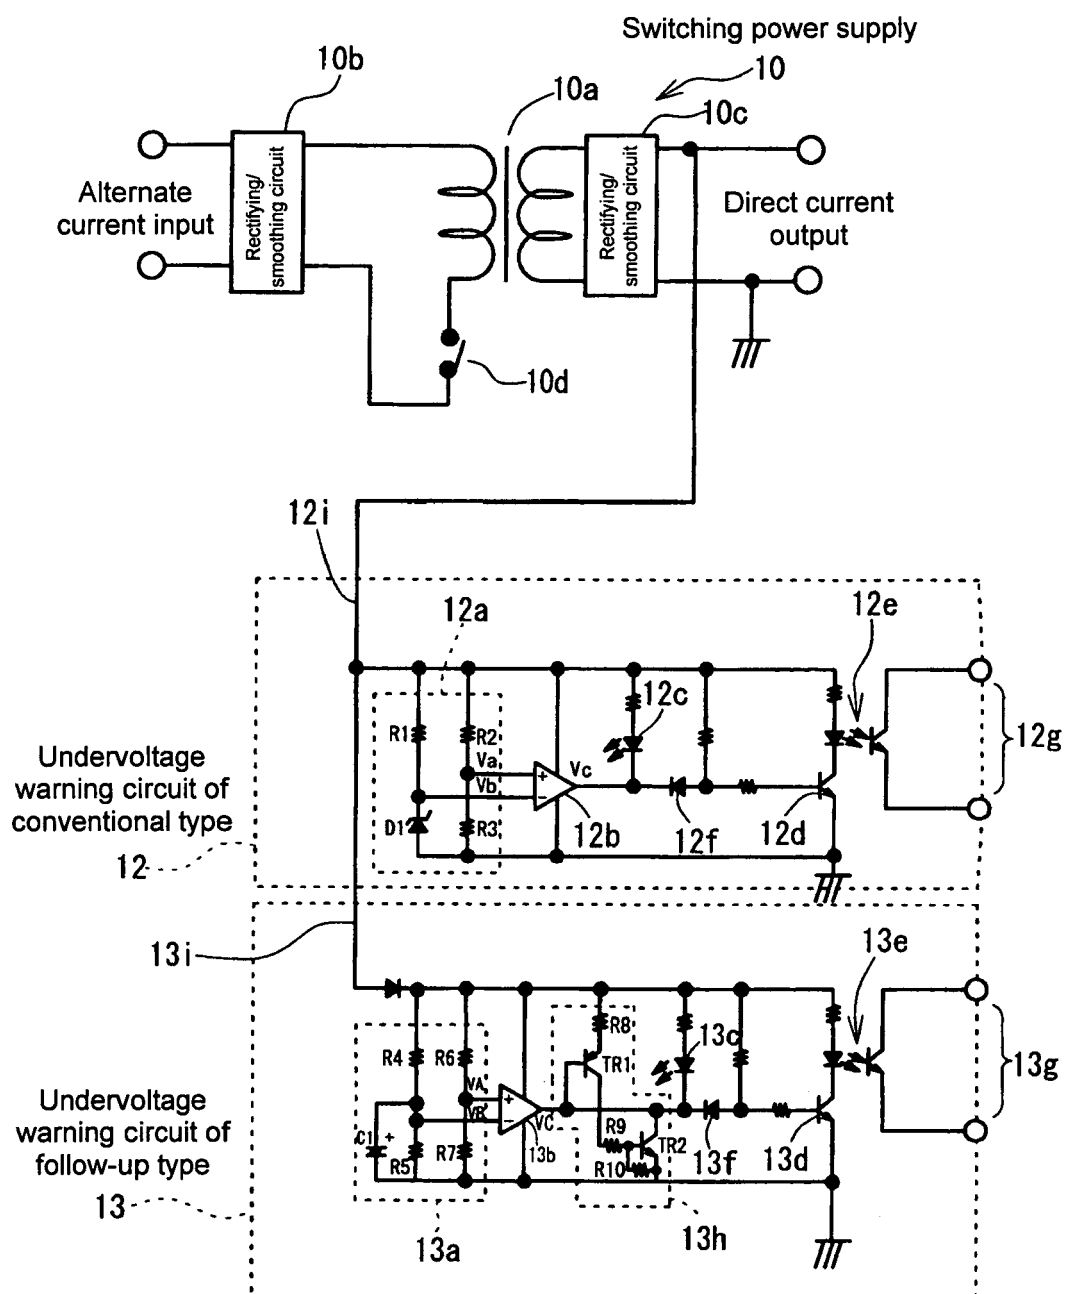 Switching power supply
10b
10
10a
10c
Rectifying/
smoothing circuit
Rectifying/
smoothing circuit
Alternate
current input
Direct current
output
10d
12i
12a
12e
12c
R1
R2
Va
Vb
Vc
+
−
D1
R3
12b
12f
12d
12g
Undervoltage
warning circuit of
conventional type
12
13i
13e
R8
R4
R6
TR1
13c
VA
VB
VC
+
−
C1
+
R5
R7
13b
R9
R10
TR2
13f
13d
13g
Undervoltage
warning circuit of
follow-up type
13
13a
13h